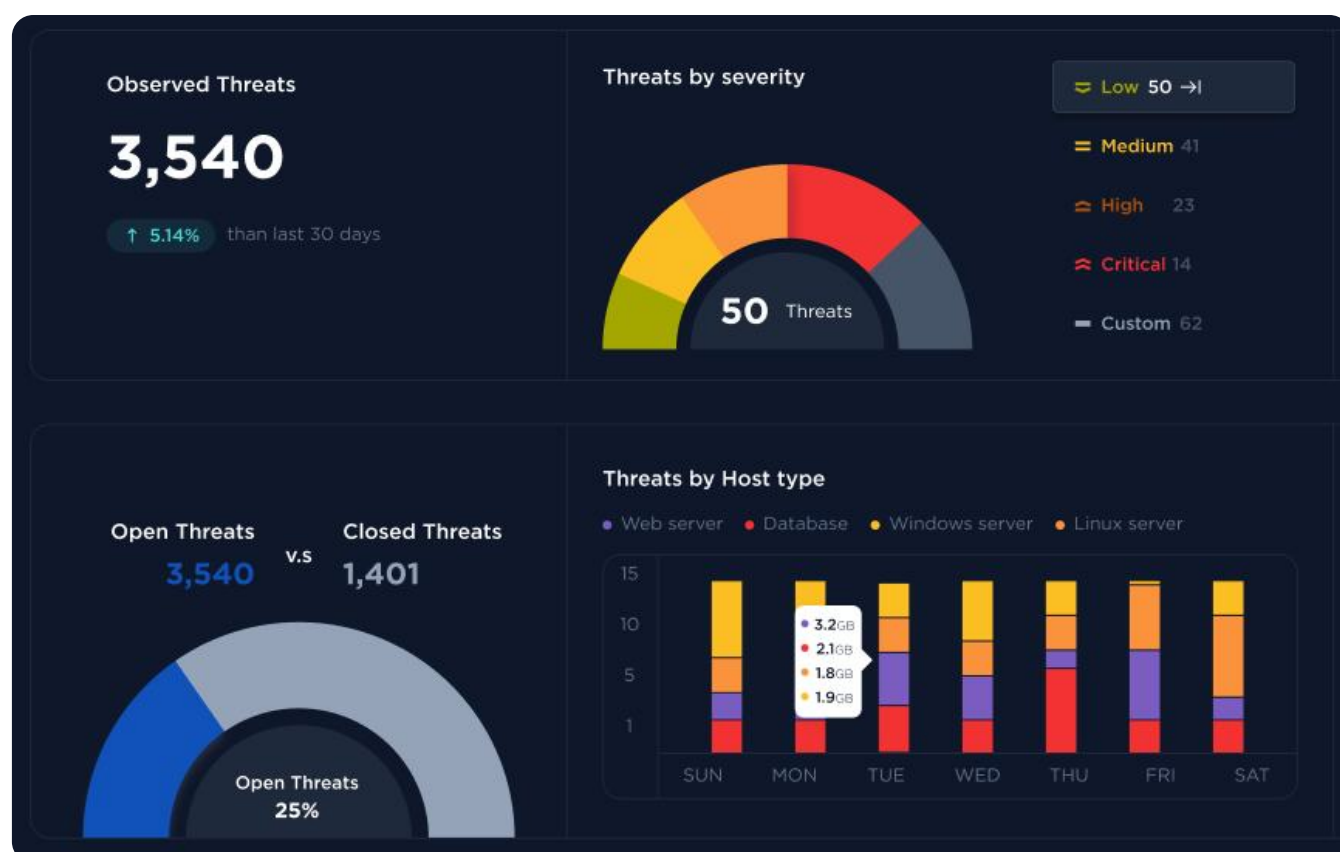 Observed Threats
3,540
↑ 5.14% than last 30 days
Threats by severity
50 Threats
Low 50
Medium 41
High 23
Critical 14
Custom 62
Open Threats
3,540
v.s
Closed Threats
1,401
Open Threats
25%
Threats by Host type
Web server Database Windows server Linux server
15
10
5
1
3.2GB
2.1GB
1.8GB
1.9GB
SUN MON TUE WED THU FRI SAT